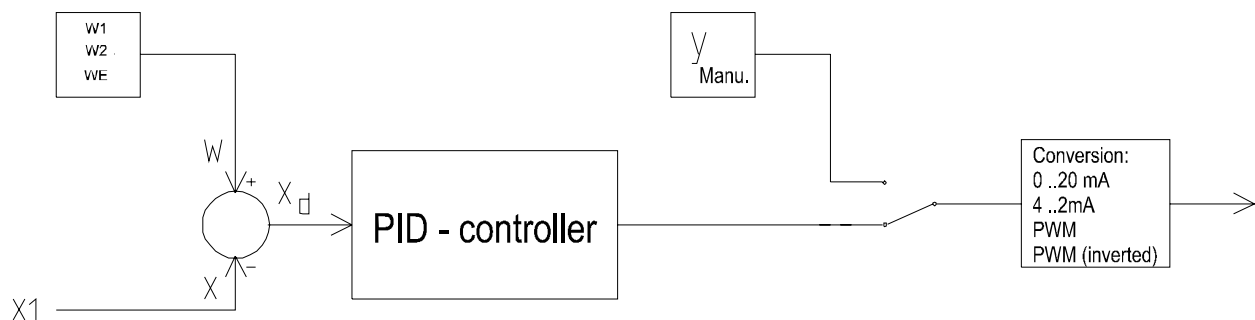 W1
W2
WE
y
Manu.
W
+
X
d
PID - controller
X
-
X1
Conversion:
0 ..20 mA
4 ..2mA
PWM
PWM (inverted)